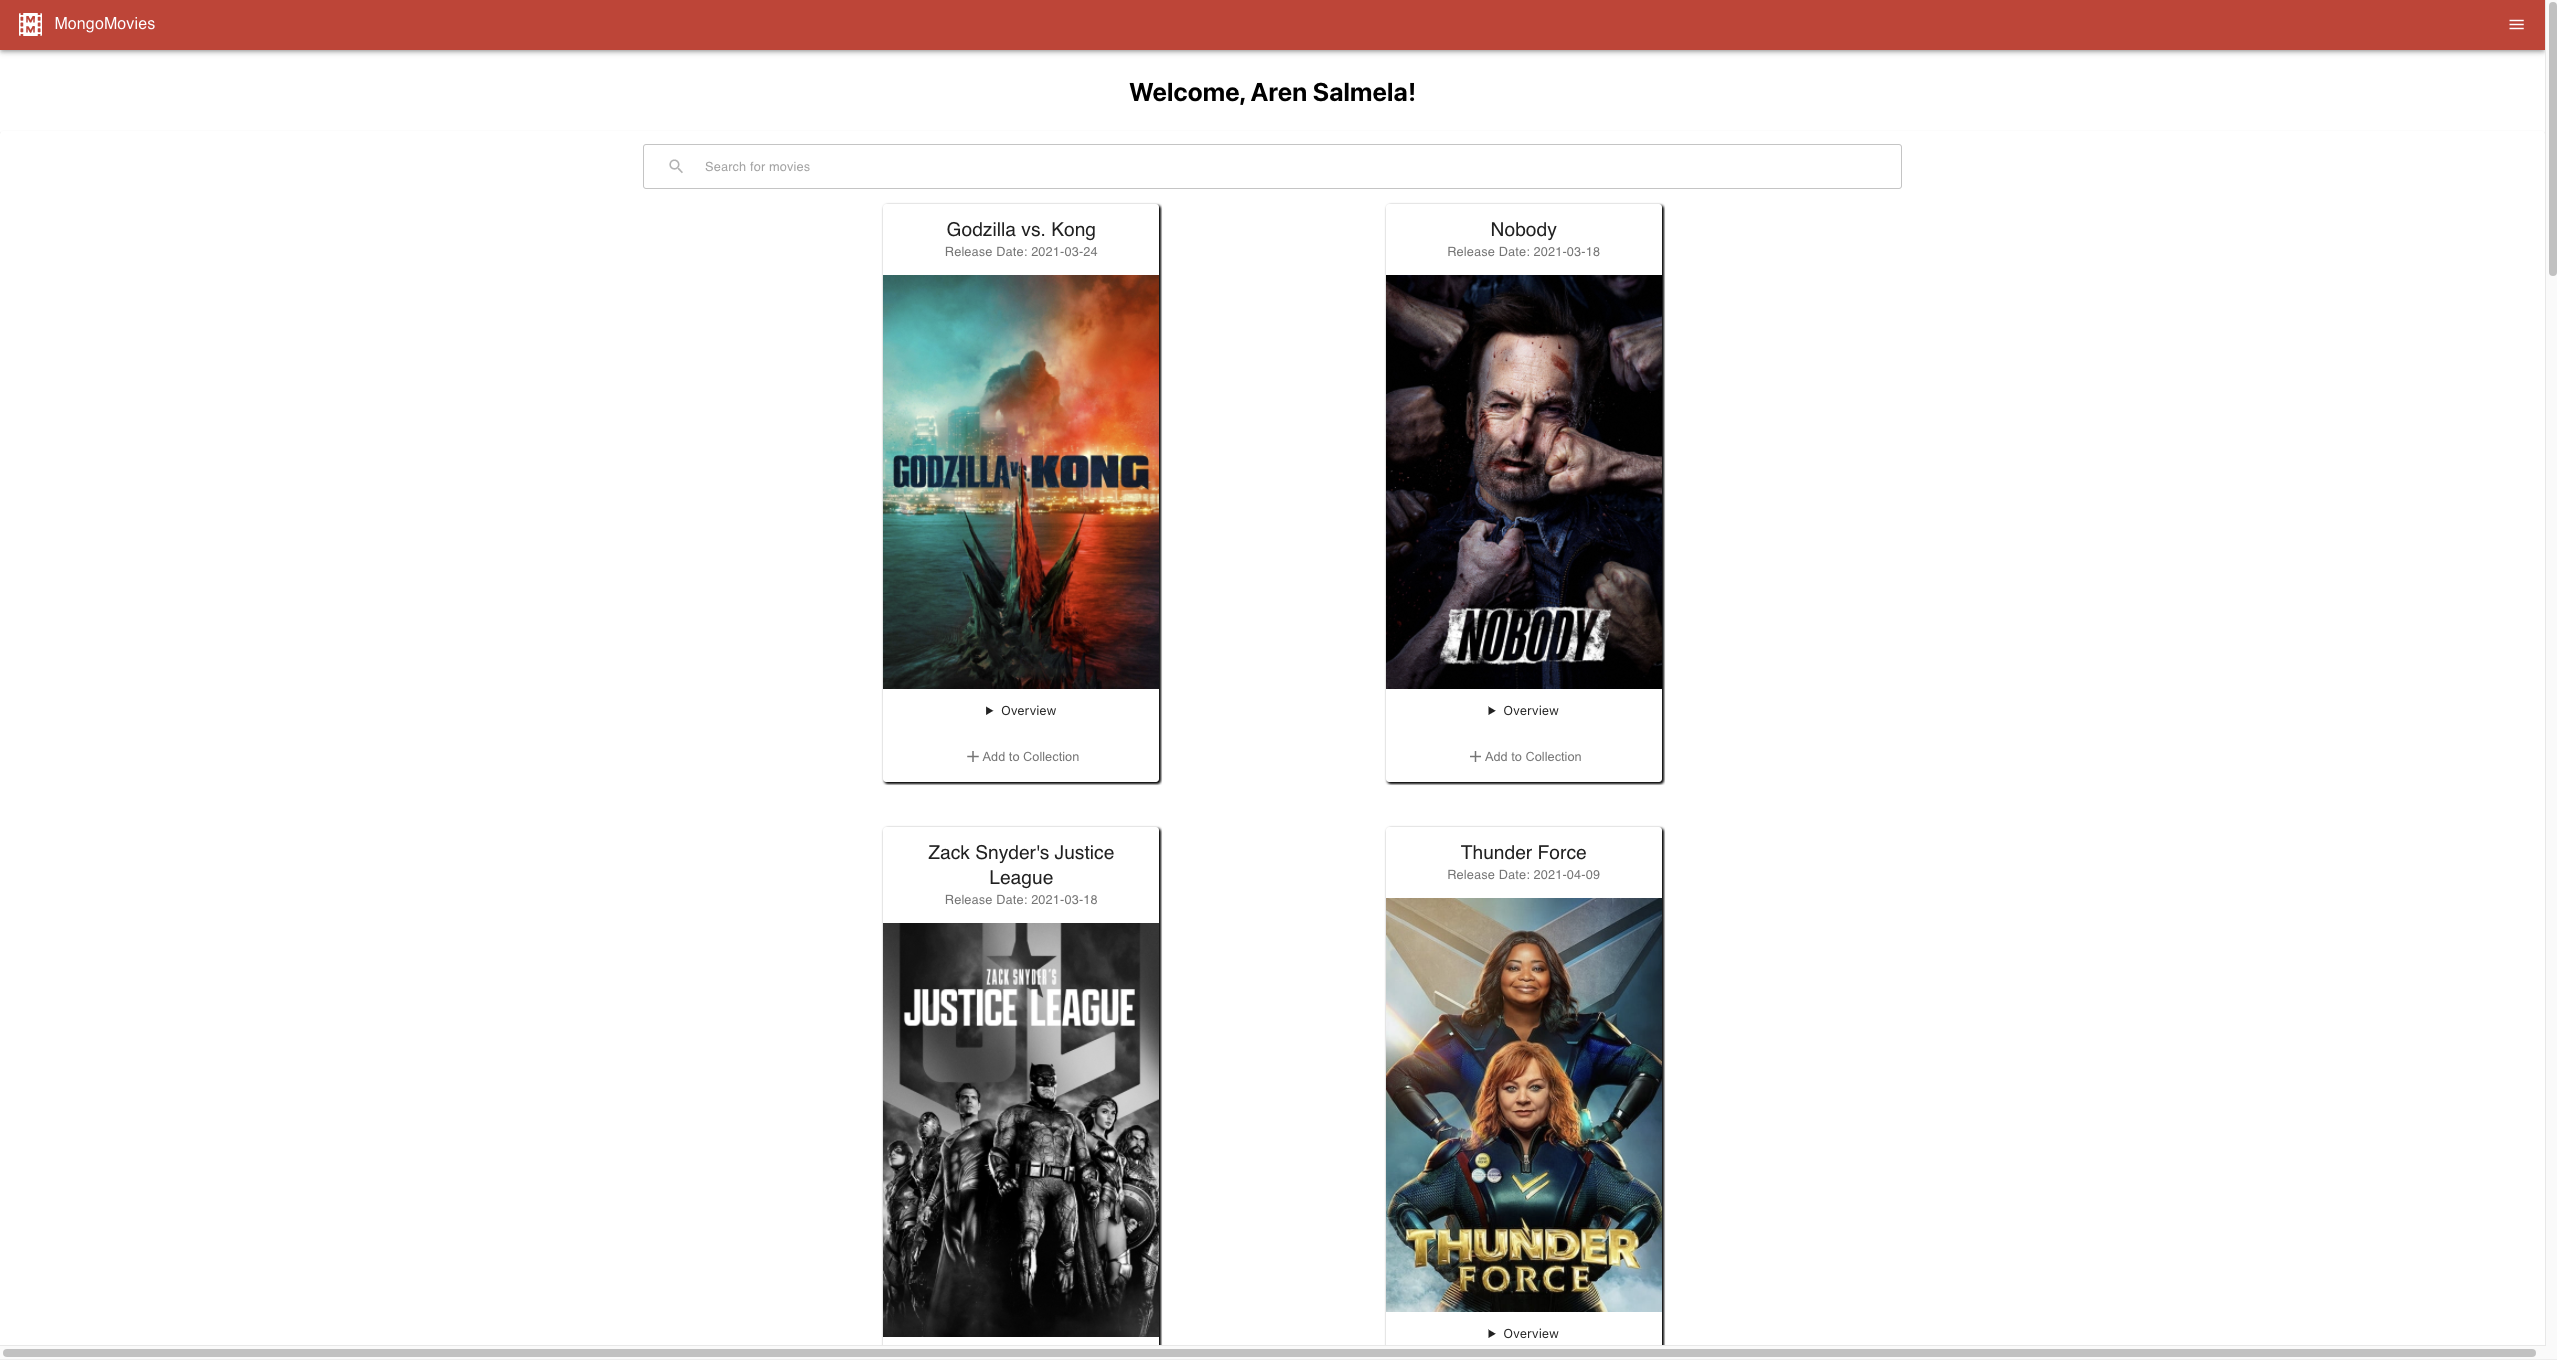 MongoMovies
Welcome, Aren Salmela!
Search for movies
Godzilla vs. Kong
Release Date: 2021-03-24
GODZILLA VS. KONG
Overview
Add to Collection
Nobody
Release Date: 2021-03-18
NOBODY
Overview
Add to Collection
Zack Snyder's Justice
League
Release Date: 2021-03-18
ZACK SNYDER'S
JUSTICE LEAGUE
Thunder Force
Release Date: 2021-04-09
THUNDER
FORCE
Overview